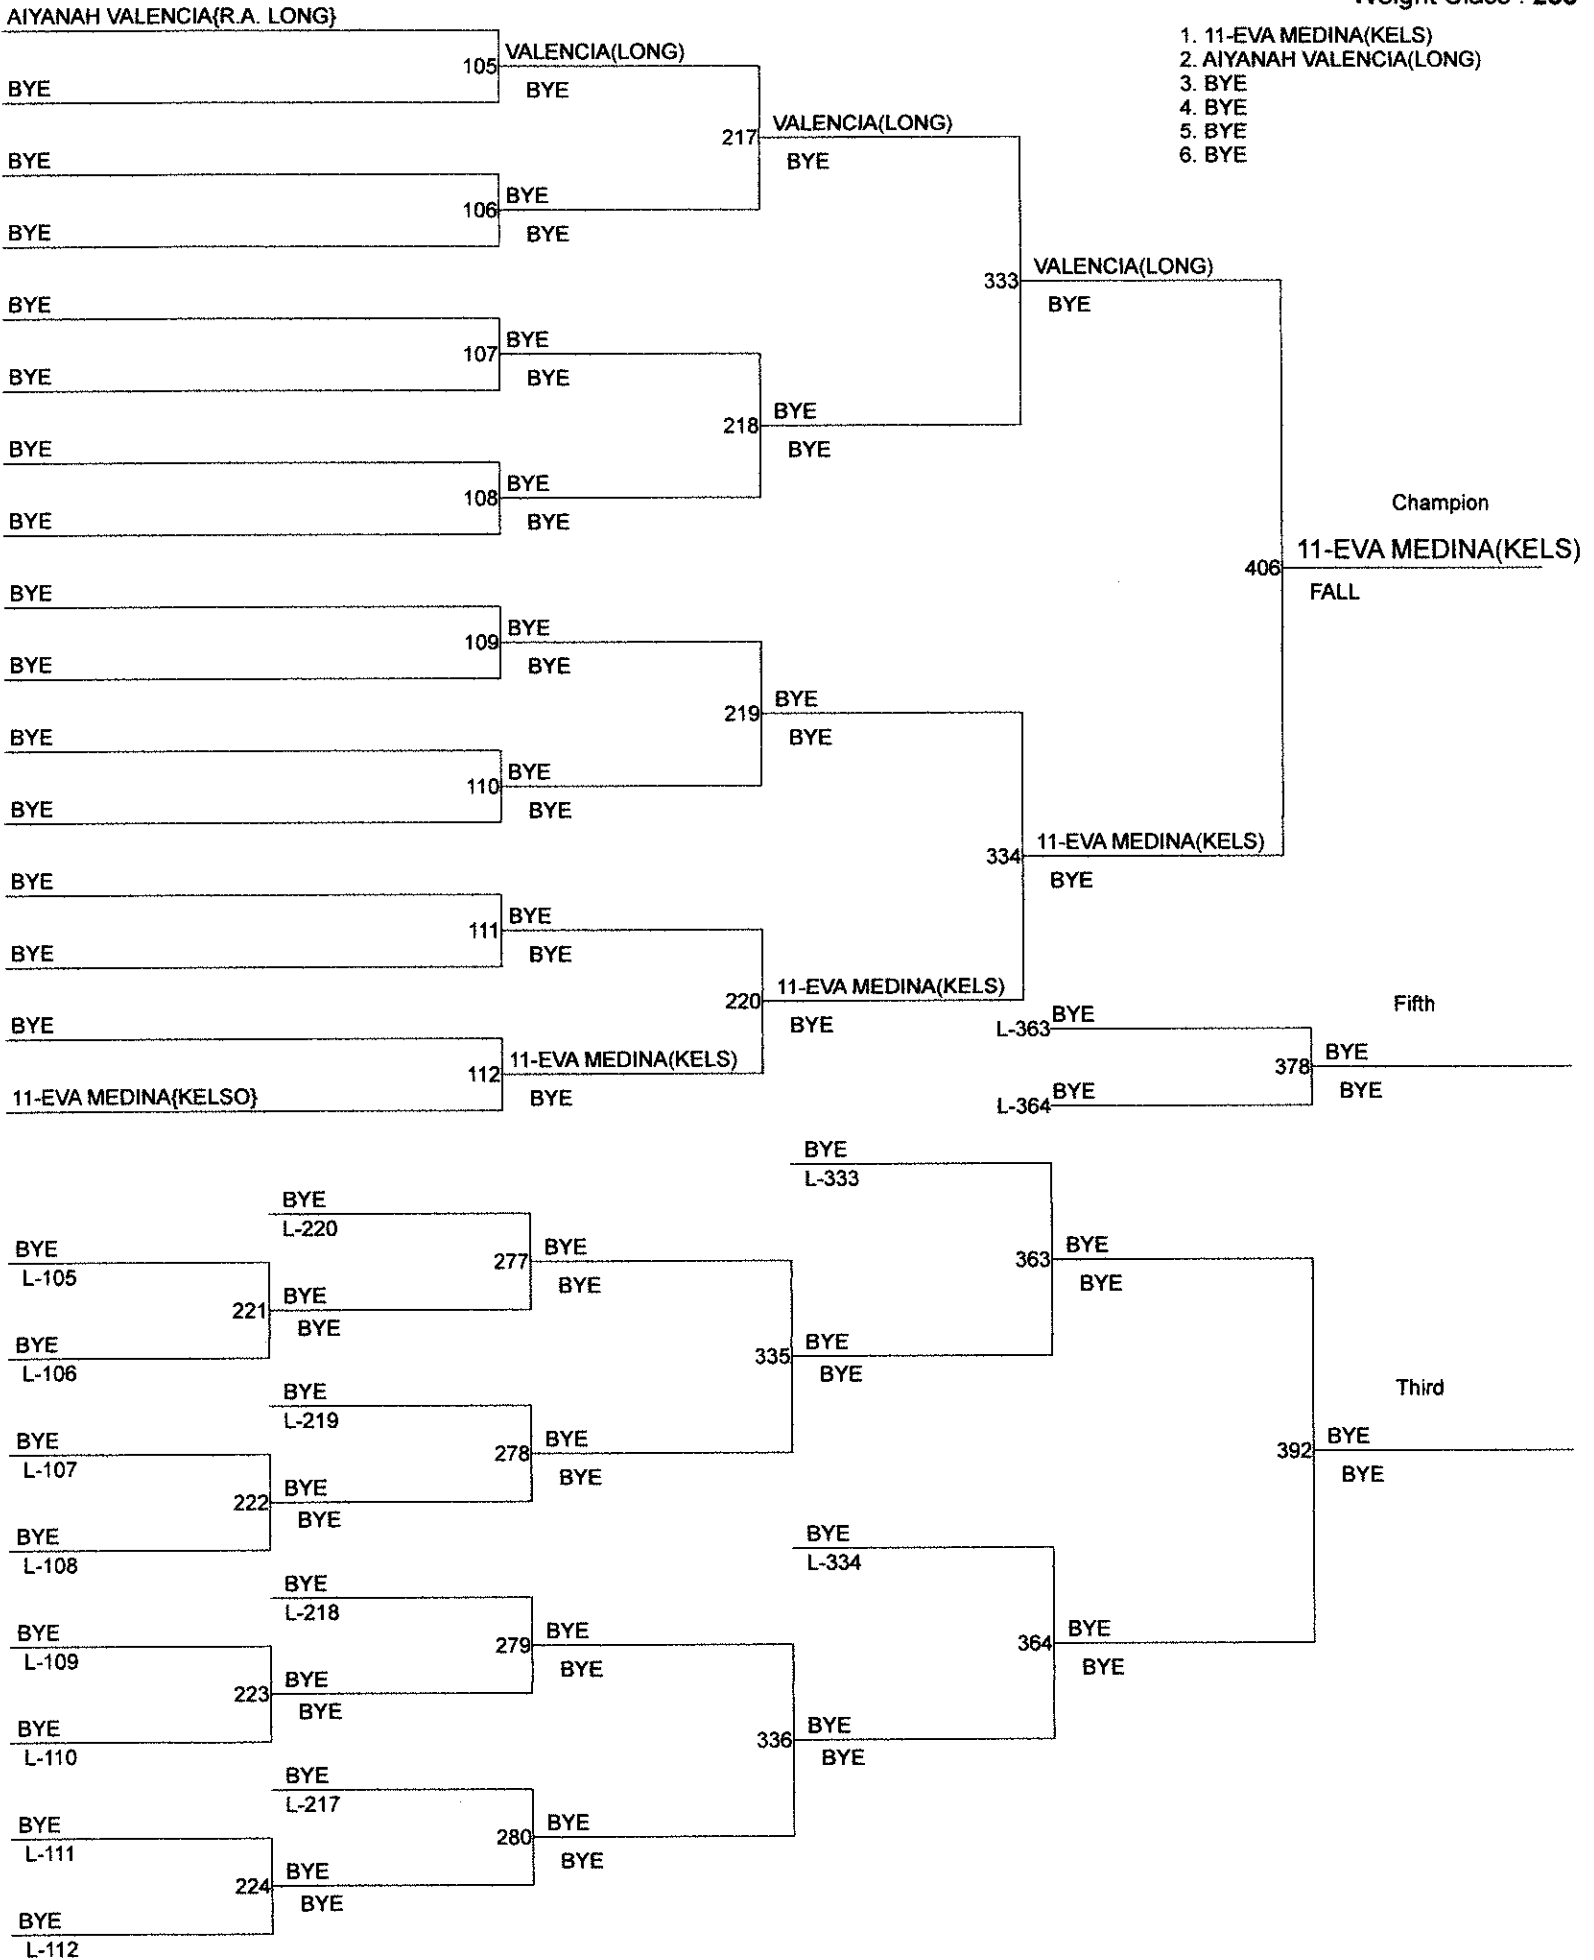 Weight Class :
AIYANAH VALENCIA{R.A. LONG}
1. 11-EVA MEDINA(KELS)
2. AIYANAH VALENCIA(LONG)
3. BYE
4. BYE
5. BYE
6. BYE
105 VALENCIA(LONG)
BYE BYE
217 VALENCIA(LONG)
BYE BYE
106 BYE
BYE BYE
333 VALENCIA(LONG)
BYE BYE
107 BYE
BYE BYE
218 BYE
BYE BYE
108 BYE
BYE BYE
Champion
406 11-EVA MEDINA(KELS)
FALL
BYE
109 BYE
BYE BYE
219 BYE
BYE BYE
110 BYE
BYE BYE
334 11-EVA MEDINA(KELS)
BYE BYE
111 BYE
BYE BYE
220 11-EVA MEDINA(KELS)
BYE BYE
112 11-EVA MEDINA(KELS)
11-EVA MEDINA{KELSO} BYE
Fifth
L-363 BYE
378 BYE
L-364 BYE BYE
BYE
L-333
BYE
L-220
BYE 277 BYE 363 BYE
L-105 BYE BYE
221 BYE
BYE
BYE 335 BYE
L-106 BYE
BYE Third
L-219
BYE 278 BYE 392 BYE
L-107 BYE BYE
222 BYE
BYE
BYE BYE
L-108 L-334
BYE
L-218
BYE 279 BYE 364 BYE
L-109 BYE BYE
223 BYE
BYE
BYE 336 BYE
L-110 BYE
BYE
L-217
BYE 280 BYE
L-111 BYE
224 BYE
BYE
BYE
L-112